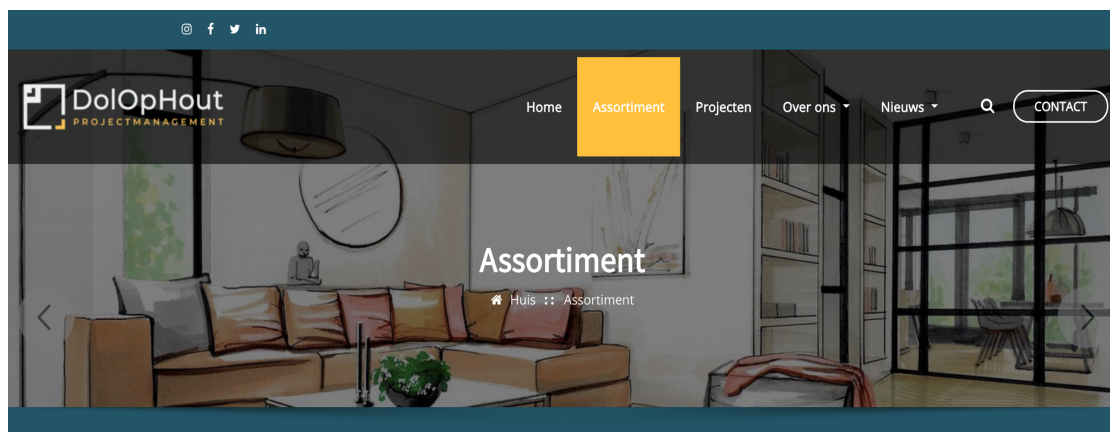 DolOpHout
PROJECTMANAGEMENT
Home Assortiment Projecten Over ons Nieuws CONTACT
Assortiment
Huis :: Assortiment